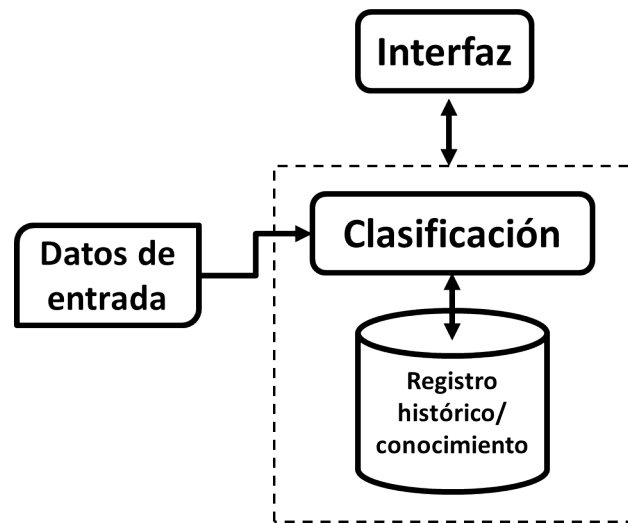 Interfaz
Clasificación
Datos de
entrada
Registro
histórico/
conocimiento